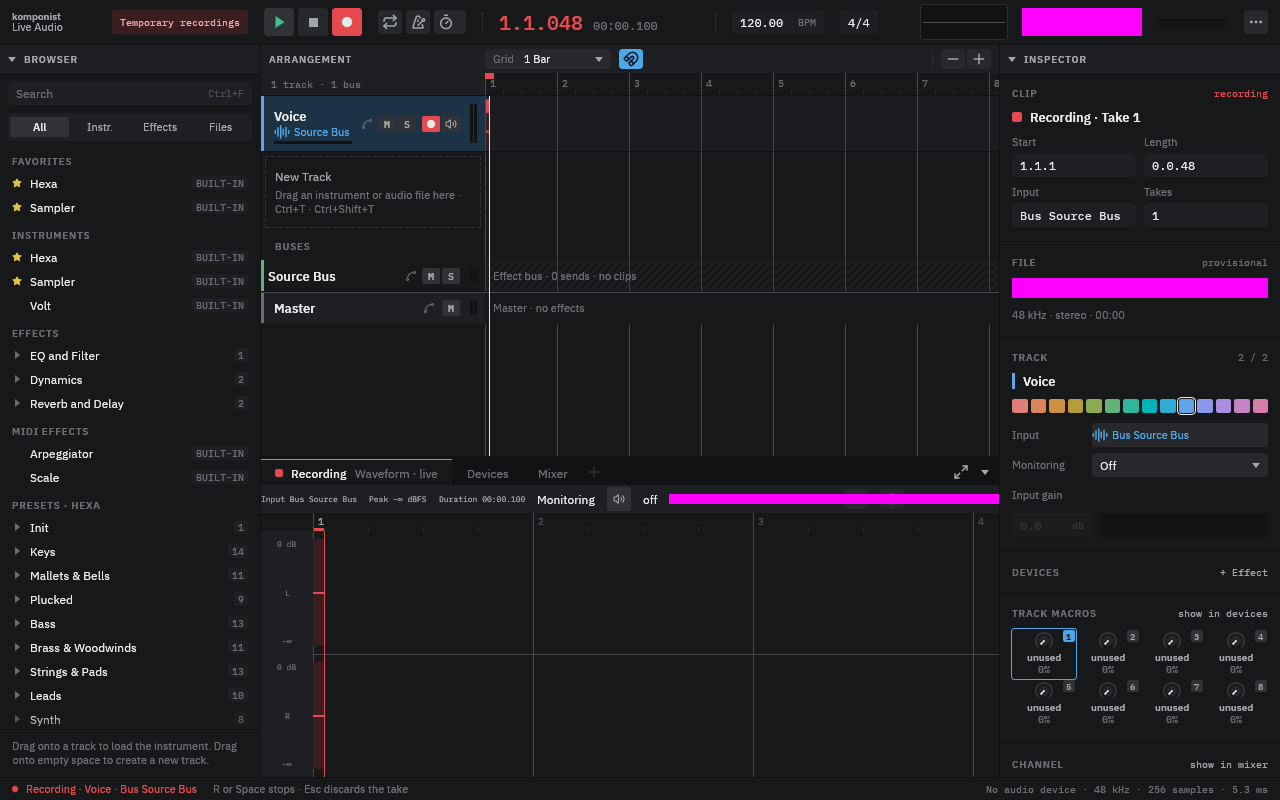 komponist
Live Audio
Temporary recordings
1.1.048
00:00.100
120.00 BPM
4/4
BROWSER
Search
Ctrl+F
All
Instr.
Effects
Files
FAVORITES
Hexa BUILT-IN
Sampler BUILT-IN
INSTRUMENTS
Hexa BUILT-IN
Sampler BUILT-IN
Volt BUILT-IN
EFFECTS
EQ and Filter 1
Dynamics 2
Reverb and Delay 2
MIDI EFFECTS
Arpeggiator BUILT-IN
Scale BUILT-IN
PRESETS · HEXA
Init 1
Keys 14
Mallets & Bells 11
Plucked 9
Bass 13
Brass & Woodwinds 11
Strings & Pads 13
Leads 10
Synth 8
Drag onto a track to load the instrument. Drag
onto empty space to create a new track.
ARRANGEMENT
Grid 1 Bar
1 track · 1 bus
1 2 3 4 5 6 7 8
Voice
Source Bus
M S
New Track
Drag an instrument or audio file here ·
Ctrl+T · Ctrl+Shift+T
BUSES
Source Bus M S
Effect bus · 0 sends · no clips
Master M
Master · no effects
Recording Waveform · live
Devices
Mixer
Input Bus Source Bus Peak -∞ dBFS Duration 00:00.100 Monitoring off
1 2 3 4
0 dB
L
-∞
0 dB
R
-∞
INSPECTOR
CLIP recording
Recording · Take 1
Start Length
1.1.1 0.0.48
Input Takes
Bus Source Bus 1
FILE provisional
48 kHz · stereo · 00:00
TRACK 2 / 2
Voice
Input Bus Source Bus
Monitoring Off
Input gain
0.0 dB
DEVICES + Effect
TRACK MACROS show in devices
1 2 3 4
unused unused unused unused
0% 0% 0% 0%
5 6 7 8
unused unused unused unused
0% 0% 0% 0%
CHANNEL show in mixer
Recording · Voice · Bus Source Bus R or Space stops · Esc discards the take
No audio device · 48 kHz · 256 samples · 5.3 ms